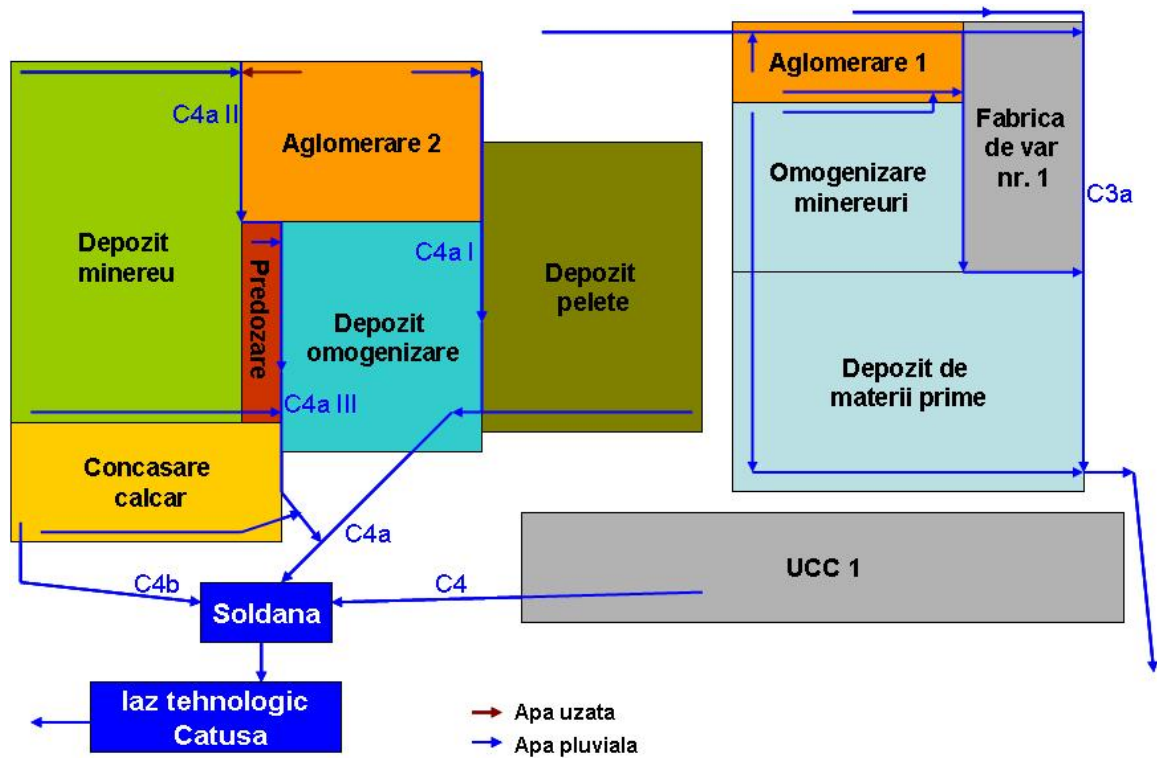 Aglomerare 1
C4a II
Aglomerare 2
Fabrica
de var
nr. 1
Omogenizare
minereuri
C3a
Depozit
minereu
C4a I
Depozit
pelete
Predozare
Depozit
omogenizare
Depozit de
materii prime
C4a III
Concasare
calcar
C4a
UCC 1
C4b
C4
Soldana
Iaz tehnologic
Catusa
Apa uzata
Apa pluviala